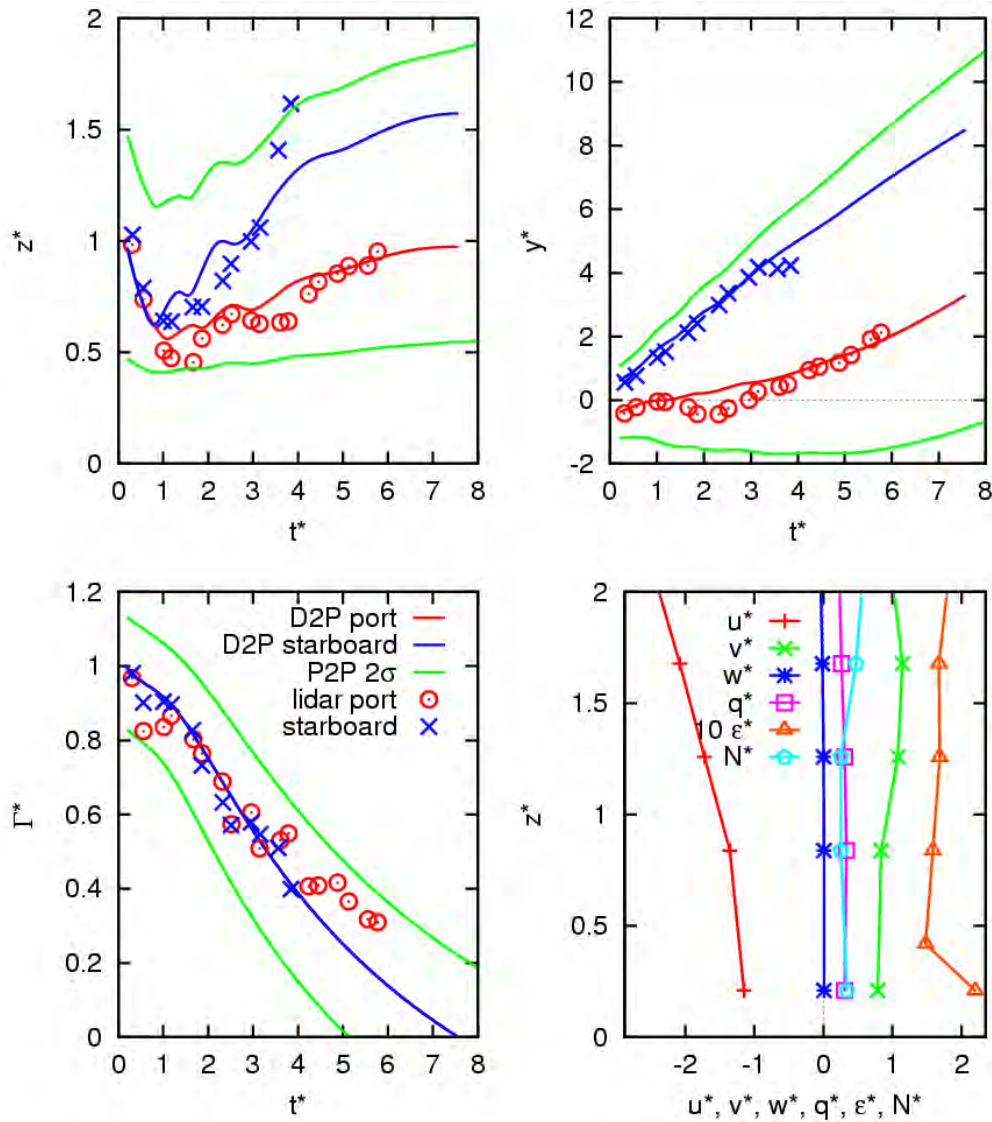 z*
2
1.5
1
0.5
0
0 1 2 3 4 5 6 7 8
t*
y*
12
10
8
6
4
2
0
-2
0 1 2 3 4 5 6 7 8
t*
Γ*
1.2
1
0.8
0.6
0.4
0.2
0
D2P port
D2P starboard
P2P 2σ
lidar port
starboard
0 1 2 3 4 5 6 7 8
t*
z*
2
1.5
1
0.5
0
u*
v*
w*
q*
10 ε*
N*
-2 -1 0 1 2
u*, v*, w*, q*, ε*, N*